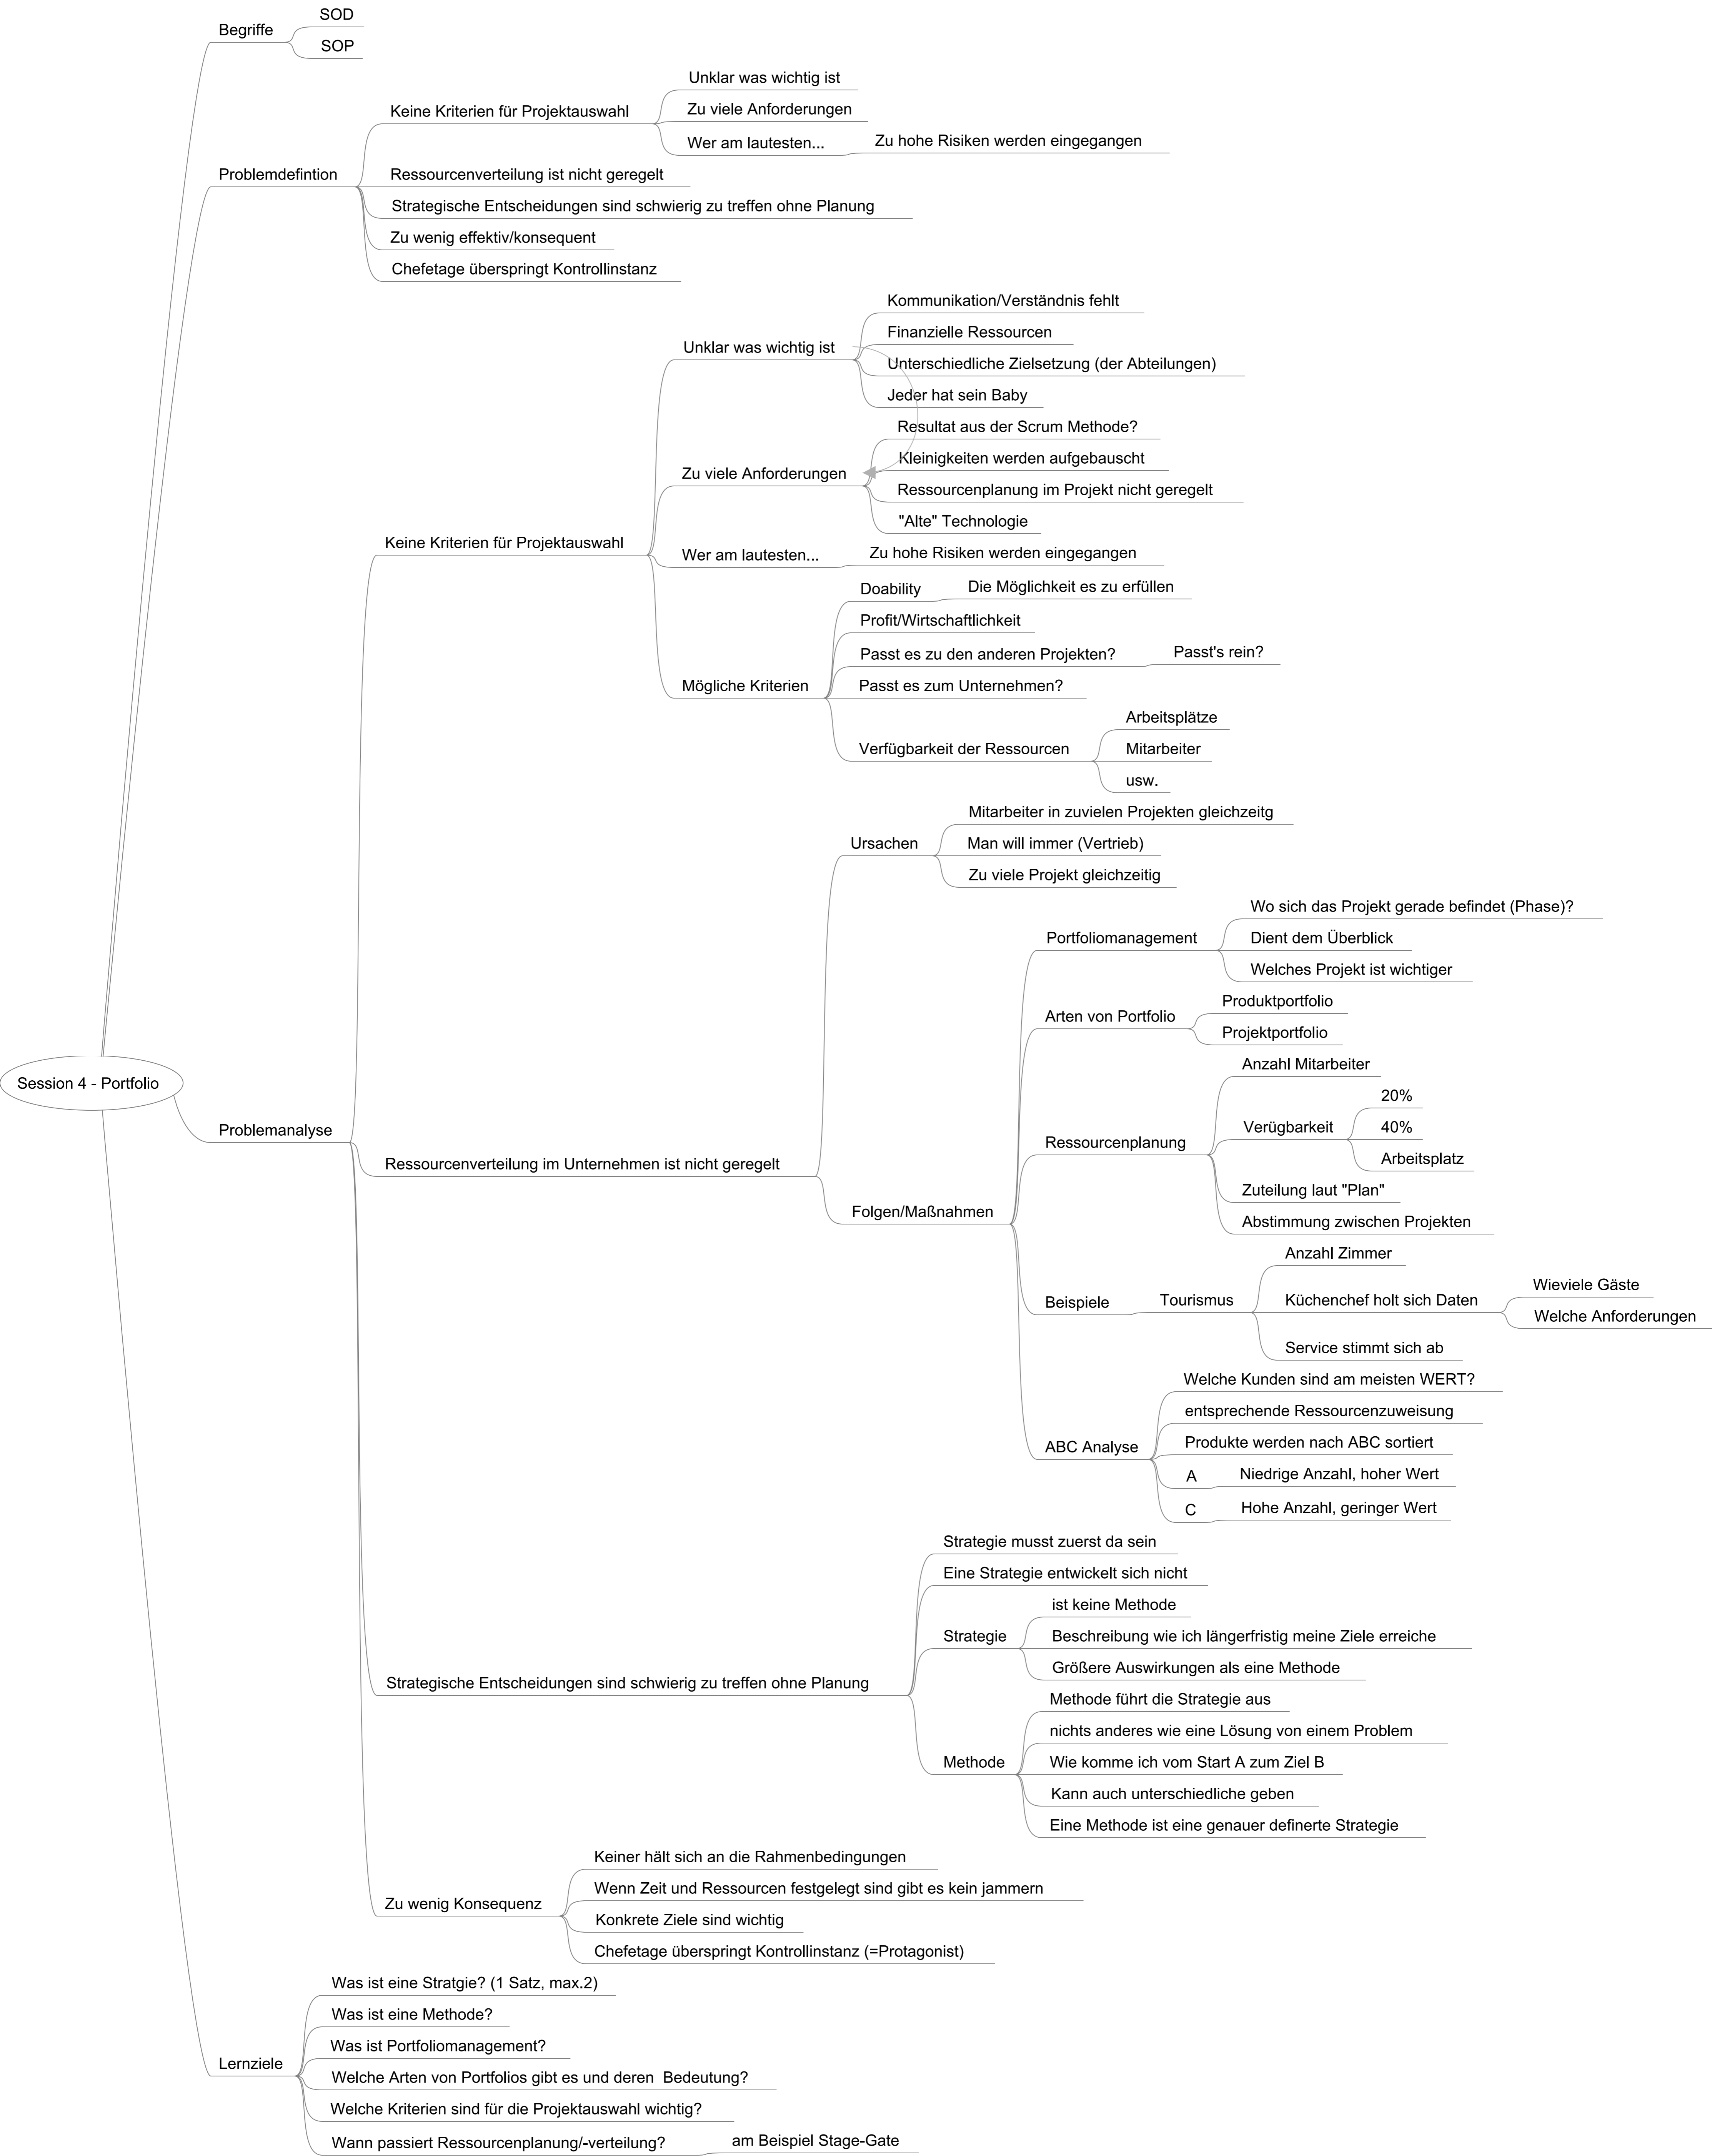 SOD
Begriffe
SOP
Unklar was wichtig ist
Keine Kriterien für Projektauswahl
Zu viele Anforderungen
Wer am lautesten...
Zu hohe Risiken werden eingegangen
Problemdefintion
Ressourcenverteilung ist nicht geregelt
Strategische Entscheidungen sind schwierig zu treffen ohne Planung
Zu wenig effektiv/konsequent
Chefetage überspringt Kontrollinstanz
Kommunikation/Verständnis fehlt
Finanzielle Ressourcen
Unklar was wichtig ist
Unterschiedliche Zielsetzung (der Abteilungen)
Jeder hat sein Baby
Resultat aus der Scrum Methode?
Kleinigkeiten werden aufgebauscht
Zu viele Anforderungen
Ressourcenplanung im Projekt nicht geregelt
"Alte" Technologie
Keine Kriterien für Projektauswahl
Wer am lautesten...
Zu hohe Risiken werden eingegangen
Doability
Die Möglichkeit es zu erfüllen
Profit/Wirtschaftlichkeit
Passt es zu den anderen Projekten?
Passt's rein?
Mögliche Kriterien
Passt es zum Unternehmen?
Arbeitsplätze
Verfügbarkeit der Ressourcen
Mitarbeiter
usw.
Mitarbeiter in zuvielen Projekten gleichzeitg
Ursachen
Man will immer (Vertrieb)
Zu viele Projekt gleichzeitig
Wo sich das Projekt gerade befindet (Phase)?
Portfoliomanagement
Dient dem Überblick
Welches Projekt ist wichtiger
Produktportfolio
Arten von Portfolio
Projektportfolio
Session 4 - Portfolio
Anzahl Mitarbeiter
20%
Problemanalyse
Verügbarkeit
40%
Ressourcenplanung
Arbeitsplatz
Ressourcenverteilung im Unternehmen ist nicht geregelt
Zuteilung laut "Plan"
Folgen/Maßnahmen
Abstimmung zwischen Projekten
Anzahl Zimmer
Wieviele Gäste
Beispiele
Tourismus
Küchenchef holt sich Daten
Welche Anforderungen
Service stimmt sich ab
Welche Kunden sind am meisten WERT?
entsprechende Ressourcenzuweisung
ABC Analyse
Produkte werden nach ABC sortiert
A
Niedrige Anzahl, hoher Wert
C
Hohe Anzahl, geringer Wert
Strategie musst zuerst da sein
Eine Strategie entwickelt sich nicht
ist keine Methode
Strategie
Beschreibung wie ich längerfristig meine Ziele erreiche
Größere Auswirkungen als eine Methode
Strategische Entscheidungen sind schwierig zu treffen ohne Planung
Methode führt die Strategie aus
nichts anderes wie eine Lösung von einem Problem
Methode
Wie komme ich vom Start A zum Ziel B
Kann auch unterschiedliche geben
Eine Methode ist eine genauer definerte Strategie
Keiner hält sich an die Rahmenbedingungen
Wenn Zeit und Ressourcen festgelegt sind gibt es kein jammern
Zu wenig Konsequenz
Konkrete Ziele sind wichtig
Chefetage überspringt Kontrollinstanz (=Protagonist)
Was ist eine Stratgie? (1 Satz, max.2)
Was ist eine Methode?
Was ist Portfoliomanagement?
Lernziele
Welche Arten von Portfolios gibt es und deren  Bedeutung?
Welche Kriterien sind für die Projektauswahl wichtig?
Wann passiert Ressourcenplanung/-verteilung?
am Beispiel Stage-Gate